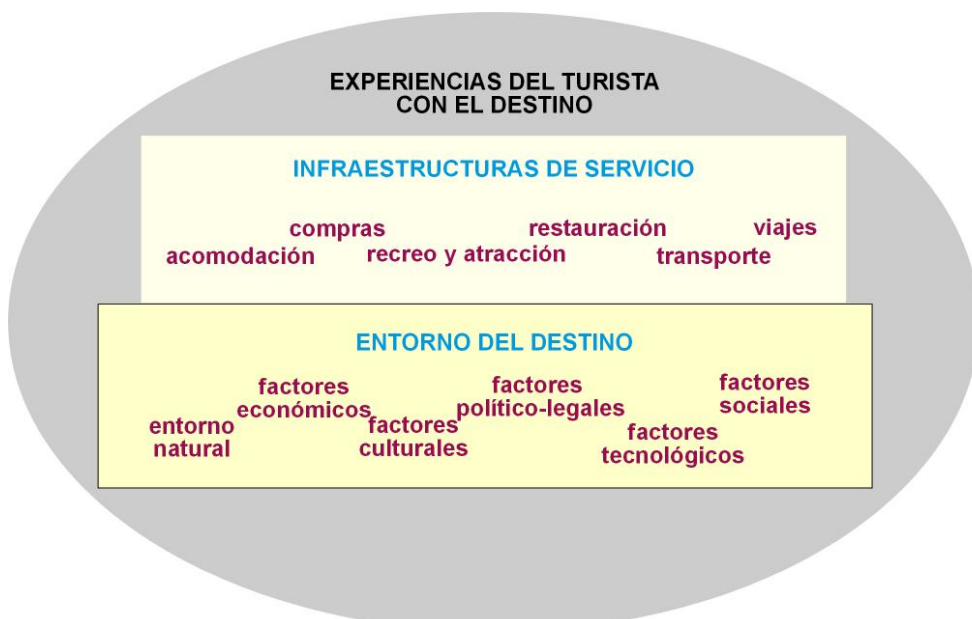 EXPERIENCIAS DEL TURISTA
CON EL DESTINO
INFRAESTRUCTURAS DE SERVICIO
compras
restauración
viajes
acomodación
recreo y atracción
transporte
ENTORNO DEL DESTINO
entorno
natural
factores
económicos
factores
culturales
factores
político-legales
factores
tecnológicos
factores
sociales